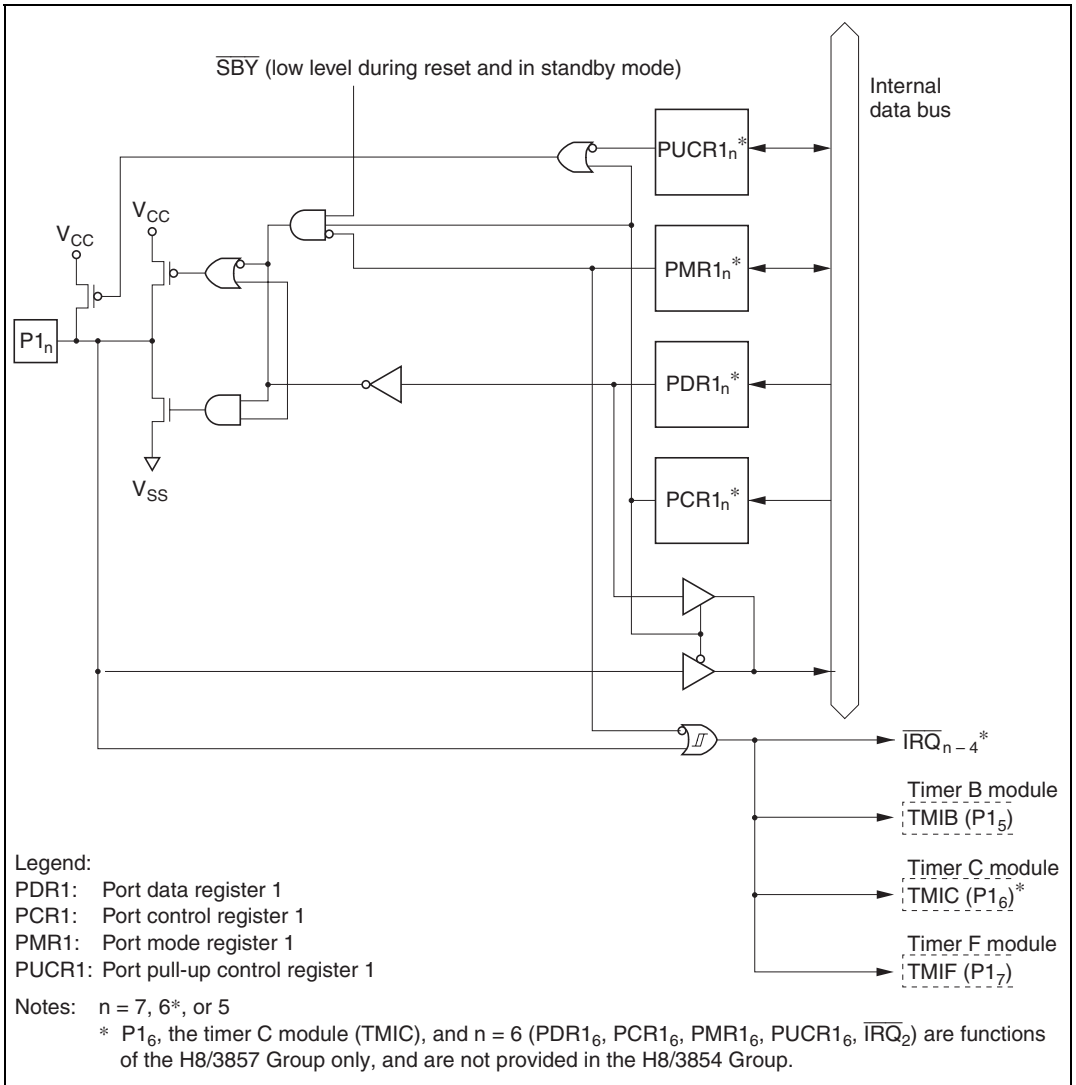 S̅B̅Y̅ (low level during reset and in standby mode)
Internal
data bus
PUCR1ₙ*
VCC
VCC
PMR1ₙ*
P1ₙ
PDR1ₙ*
VSS
PCR1ₙ*
I̅R̅Q̅ₙ₋₄*
Timer B module
TMIB (P1₅)
Timer C module
TMIC (P1₆)*
Timer F module
TMIF (P1₇)
Legend:
PDR1: Port data register 1
PCR1: Port control register 1
PMR1: Port mode register 1
PUCR1: Port pull-up control register 1
Notes: n = 7, 6*, or 5
* P1₆, the timer C module (TMIC), and n = 6 (PDR1₆, PCR1₆, PMR1₆, PUCR1₆, I̅R̅Q̅₂) are functions
of the H8/3857 Group only, and are not provided in the H8/3854 Group.